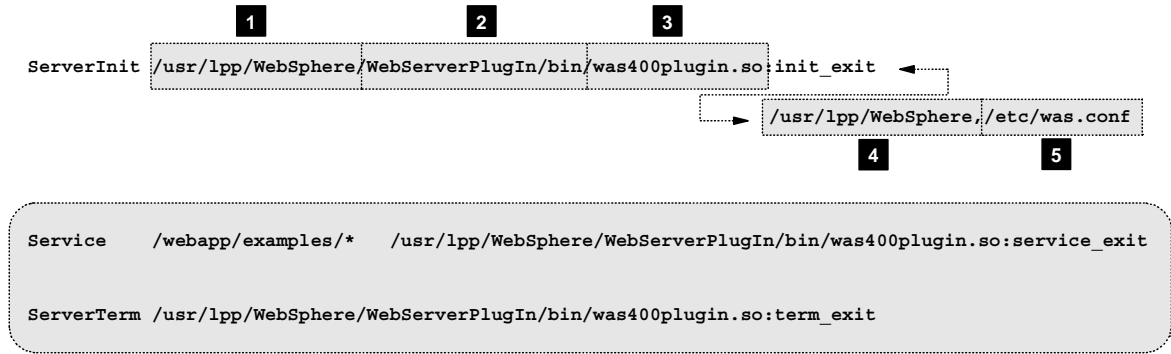 1 2 3
ServerInit /usr/lpp/WebSphere/WebServerPlugIn/bin/was400plugin.so:init_exit
/usr/lpp/WebSphere,/etc/was.conf
4 5
Service /webapp/examples/* /usr/lpp/WebSphere/WebServerPlugIn/bin/was400plugin.so:service_exit
ServerTerm /usr/lpp/WebSphere/WebServerPlugIn/bin/was400plugin.so:term_exit